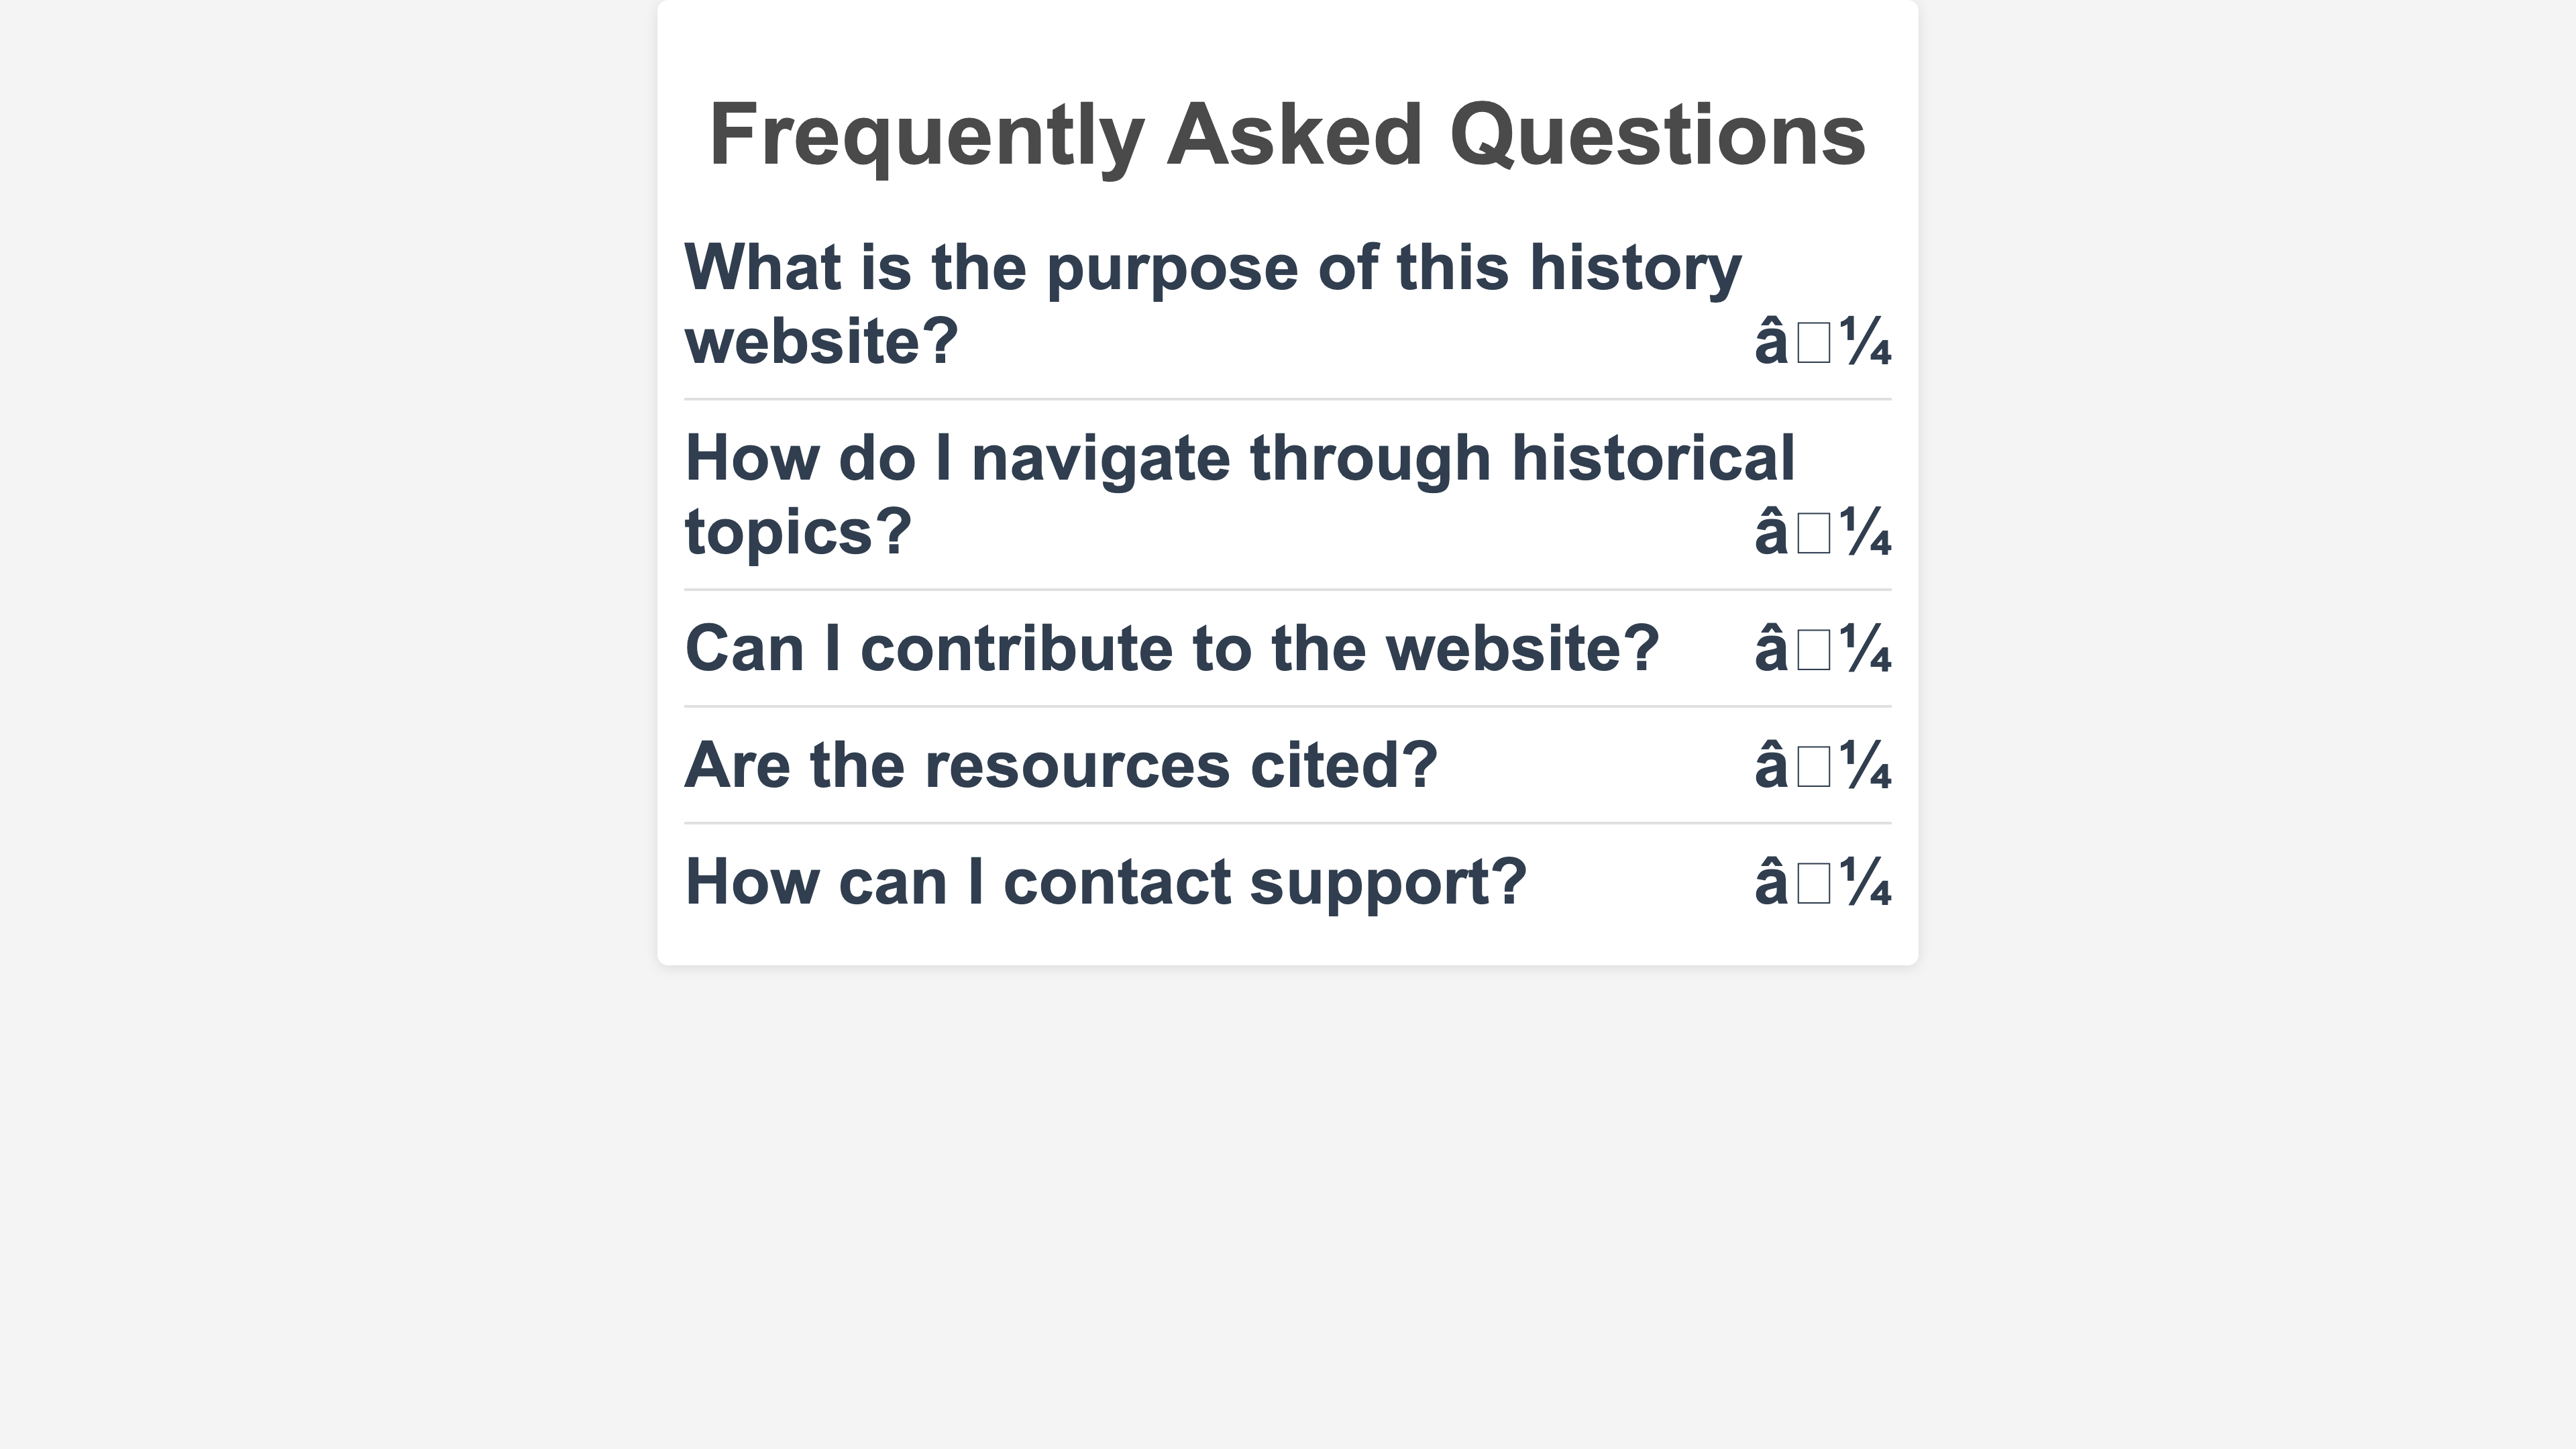 Frequently Asked Questions
What is the purpose of this history
website? â□¼
How do I navigate through historical
topics? â□¼
Can I contribute to the website? â□¼
Are the resources cited? â□¼
How can I contact support? â□¼